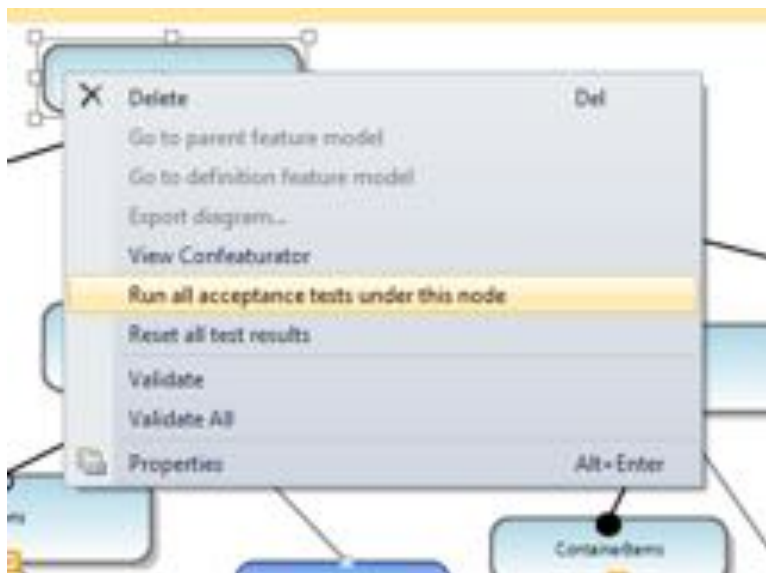 Delete Del
Go to parent feature model
Go to definition feature model
Export diagram...
View Confeaturator
Run all acceptance tests under this node
Reset all test results
Validate
Validate All
Properties Alt+Enter
ContainerItems